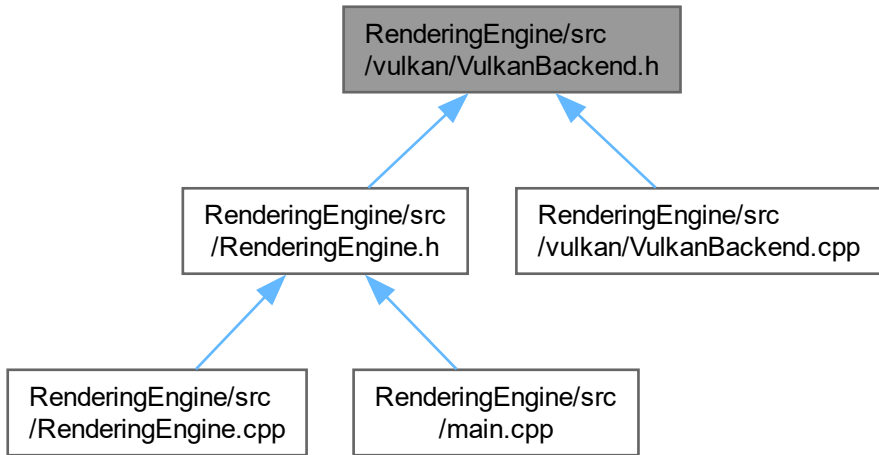 RenderingEngine/src
/vulkan/VulkanBackend.h
RenderingEngine/src
/RenderingEngine.h
RenderingEngine/src
/vulkan/VulkanBackend.cpp
RenderingEngine/src
/RenderingEngine.cpp
RenderingEngine/src
/main.cpp